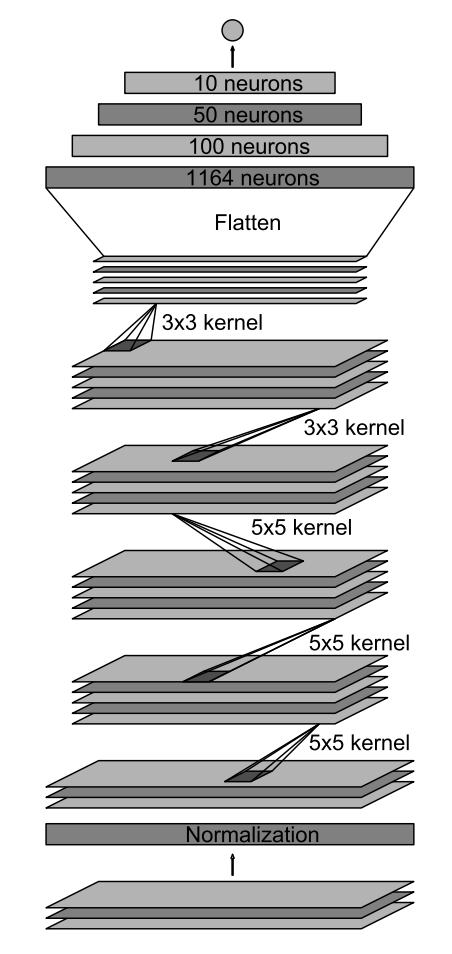 10 neurons
50 neurons
100 neurons
1164 neurons
Flatten
3x3 kernel
3x3 kernel
5x5 kernel
5x5 kernel
5x5 kernel
Normalization